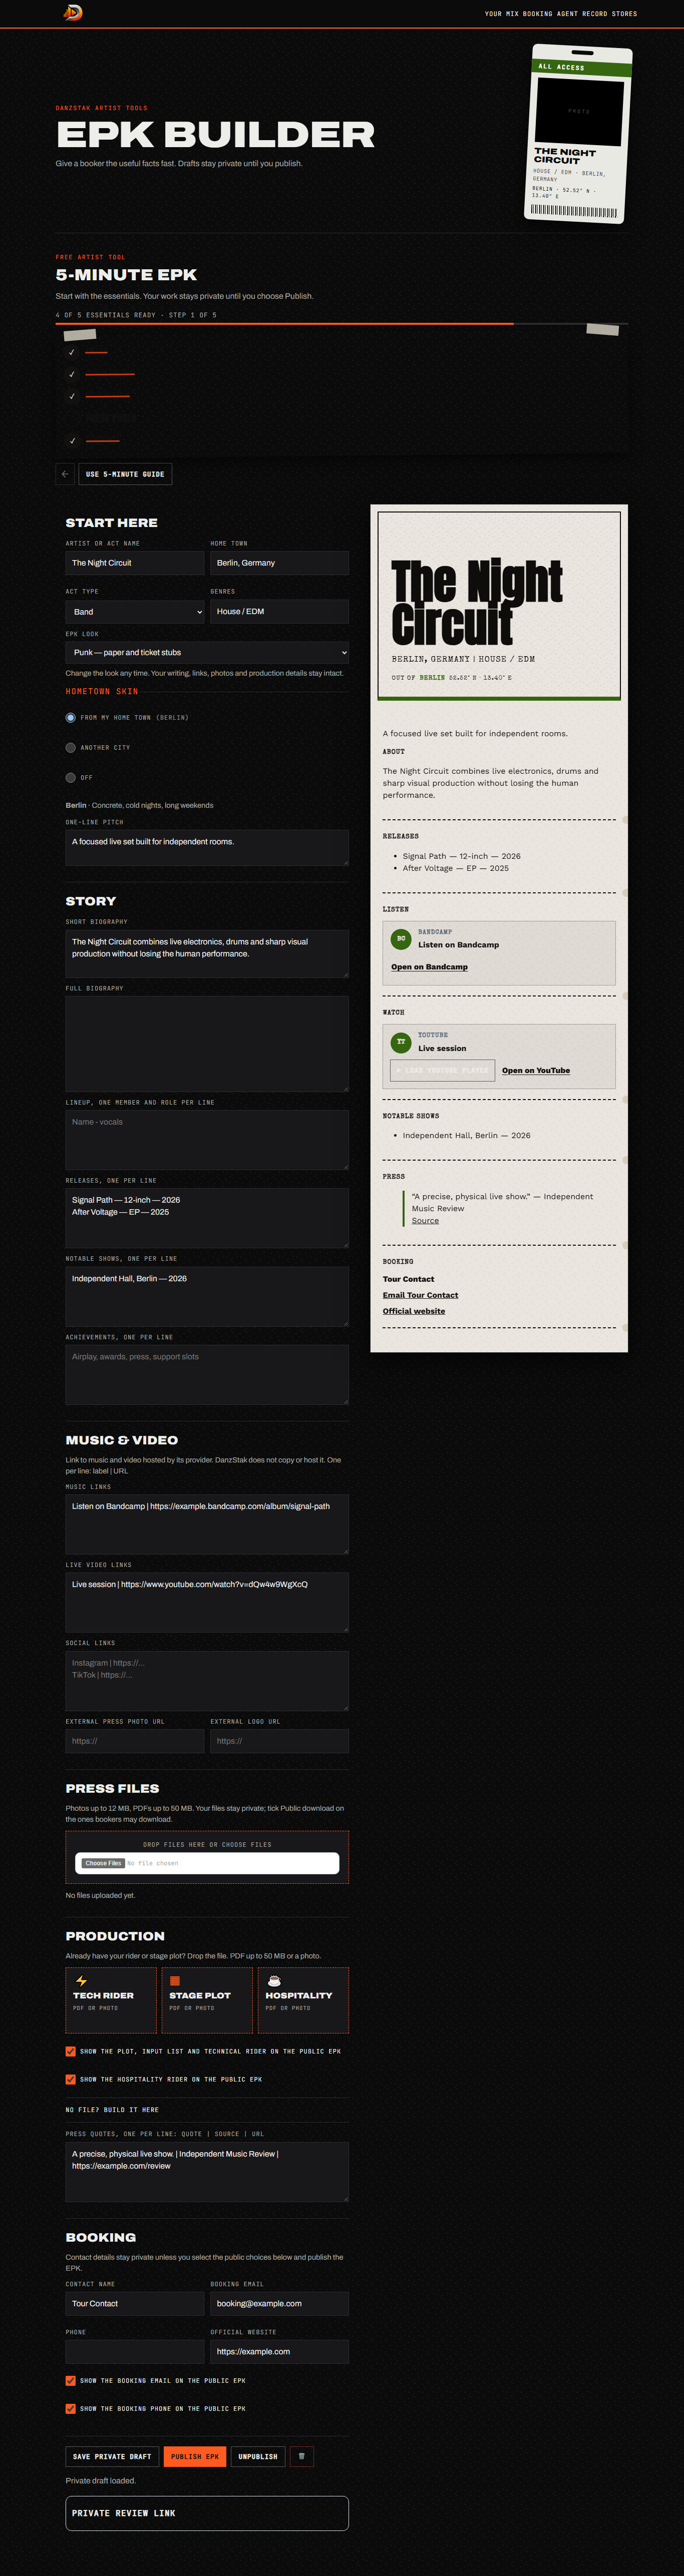 YOUR MIX BOOKING AGENT RECORD STORES
ALL ACCESS
PHOTO
THE NIGHT
CIRCUIT
HOUSE / EDM · BERLIN,
GERMANY
BERLIN · 52.52° N ·
13.40° E
DANZSTAK ARTIST TOOLS
EPK BUILDER
Give a booker the useful facts fast. Drafts stay private until you publish.
FREE ARTIST TOOL
5-MINUTE EPK
Start with the essentials. Your work stays private until you choose Publish.
4 OF 5 ESSENTIALS READY · STEP 1 OF 5
USE 5-MINUTE GUIDE
START HERE
ARTIST OR ACT NAME
HOME TOWN
The Night Circuit
Berlin, Germany
ACT TYPE
GENRES
Band
House / EDM
EPK LOOK
Punk — paper and ticket stubs
Change the look any time. Your writing, links, photos and production details stay intact.
HOMETOWN SKIN
FROM MY HOME TOWN (BERLIN)
ANOTHER CITY
OFF
Berlin · Concrete, cold nights, long weekends
ONE-LINE PITCH
A focused live set built for independent rooms.
STORY
SHORT BIOGRAPHY
The Night Circuit combines live electronics, drums and sharp visual
production without losing the human performance.
FULL BIOGRAPHY
LINEUP, ONE MEMBER AND ROLE PER LINE
Name - vocals
RELEASES, ONE PER LINE
Signal Path — 12-inch — 2026
After Voltage — EP — 2025
NOTABLE SHOWS, ONE PER LINE
Independent Hall, Berlin — 2026
ACHIEVEMENTS, ONE PER LINE
Airplay, awards, press, support slots
MUSIC & VIDEO
Link to music and video hosted by its provider. DanzStak does not copy or host it. One
per line: label | URL
MUSIC LINKS
Listen on Bandcamp | https://example.bandcamp.com/album/signal-path
LIVE VIDEO LINKS
Live session | https://www.youtube.com/watch?v=dQw4w9WgXcQ
SOCIAL LINKS
Instagram | https://...
TikTok | https://...
EXTERNAL PRESS PHOTO URL
EXTERNAL LOGO URL
https://
https://
PRESS FILES
Photos up to 12 MB, PDFs up to 50 MB. Your files stay private; tick Public download on
the ones bookers may download.
DROP FILES HERE OR CHOOSE FILES
Choose Files No file chosen
No files uploaded yet.
PRODUCTION
Already have your rider or stage plot? Drop the file. PDF up to 50 MB or a photo.
TECH RIDER
PDF OR PHOTO
STAGE PLOT
PDF OR PHOTO
HOSPITALITY
PDF OR PHOTO
SHOW THE PLOT, INPUT LIST AND TECHNICAL RIDER ON THE PUBLIC EPK
SHOW THE HOSPITALITY RIDER ON THE PUBLIC EPK
NO FILE? BUILD IT HERE
PRESS QUOTES, ONE PER LINE: QUOTE | SOURCE | URL
A precise, physical live show. | Independent Music Review |
https://example.com/review
BOOKING
Contact details stay private unless you select the public choices below and publish the
EPK.
CONTACT NAME
BOOKING EMAIL
Tour Contact
booking@example.com
PHONE
OFFICIAL WEBSITE
https://example.com
SHOW THE BOOKING EMAIL ON THE PUBLIC EPK
SHOW THE BOOKING PHONE ON THE PUBLIC EPK
SAVE PRIVATE DRAFT
PUBLISH EPK
UNPUBLISH
Private draft loaded.
PRIVATE REVIEW LINK
The Night
Circuit
BERLIN, GERMANY | HOUSE / EDM
OUT OF BERLIN 52.52° N · 13.40° E
A focused live set built for independent rooms.
ABOUT
The Night Circuit combines live electronics, drums and
sharp visual production without losing the human
performance.
RELEASES
• Signal Path — 12-inch — 2026
• After Voltage — EP — 2025
LISTEN
BC
BANDCAMP
Listen on Bandcamp
Open on Bandcamp
WATCH
YT
YOUTUBE
Live session
LOAD YOUTUBE PLAYER
Open on YouTube
NOTABLE SHOWS
• Independent Hall, Berlin — 2026
PRESS
“A precise, physical live show.” — Independent
Music Review
Source
BOOKING
Tour Contact
Email Tour Contact
Official website